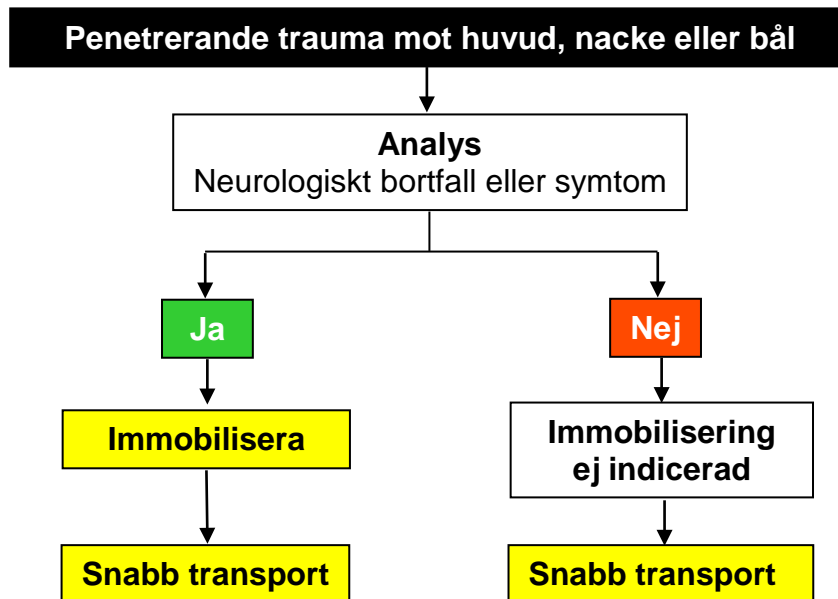 Penetrerande trauma mot huvud, nacke eller bål
Analys
Neurologiskt bortfall eller symtom
Ja
Nej
Immobilisera
Immobilisering
ej indicerad
Snabb transport
Snabb transport